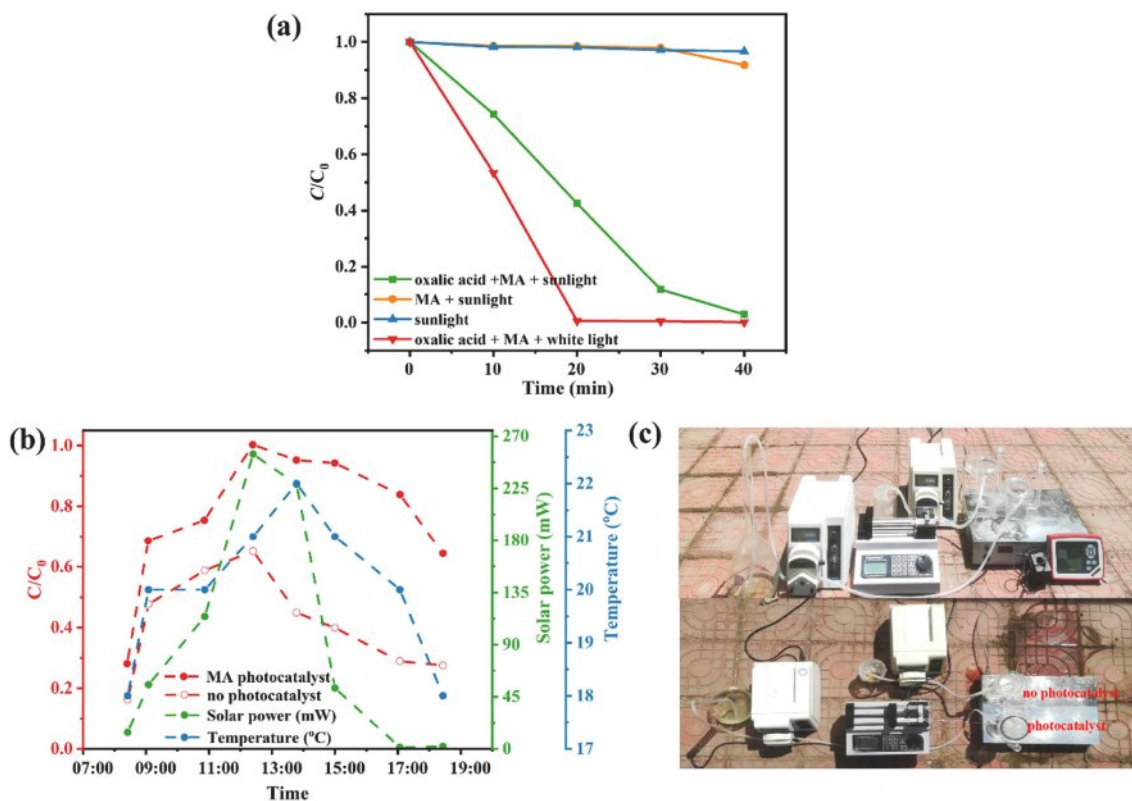 (a)
1.0
0.8
0.6
0.4
0.2
0.0
C/C0
oxalic acid +MA + sunlight
MA + sunlight
sunlight
oxalic acid + MA + white light
0
10
20
30
40
Time (min)
(b)
1.0
0.8
0.6
0.4
0.2
0.0
C/C0
MA photocatalyst
no photocatalyst
Solar power (mW)
Temperature (°C)
270
225
180
135
90
45
0
Solar power (mW)
23
22
21
20
19
18
17
Temperature (°C)
07:00 09:00 11:00 13:00 15:00 17:00 19:00
Time
(c)
no photocatalyst
photocatalyst